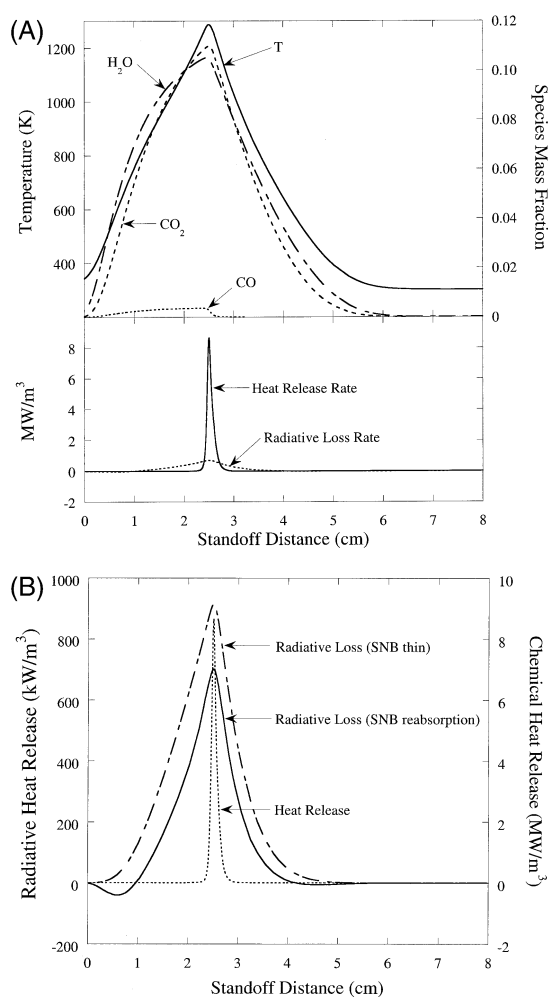 (A)
0.12
1200
T
H2O
0.10
1000
0.08
Temperature (K)
800
0.06
Species Mass Fraction
600
CO2
0.04
400
CO
0.02
0
8
6
Heat Release Rate
MW/m³
4
2
Radiative Loss Rate
0
-2
0 1 2 3 4 5 6 7 8
Standoff Distance (cm)
(B)
1000
10
800
8
Radiative Loss (SNB thin)
Radiative Heat Release (kW/m³)
600
6
Radiative Loss (SNB reabsorption)
400
4
Chemical Heat Release (MW/m³)
Heat Release
200
2
0
0
-200
-2
0 1 2 3 4 5 6 7 8
Standoff Distance (cm)